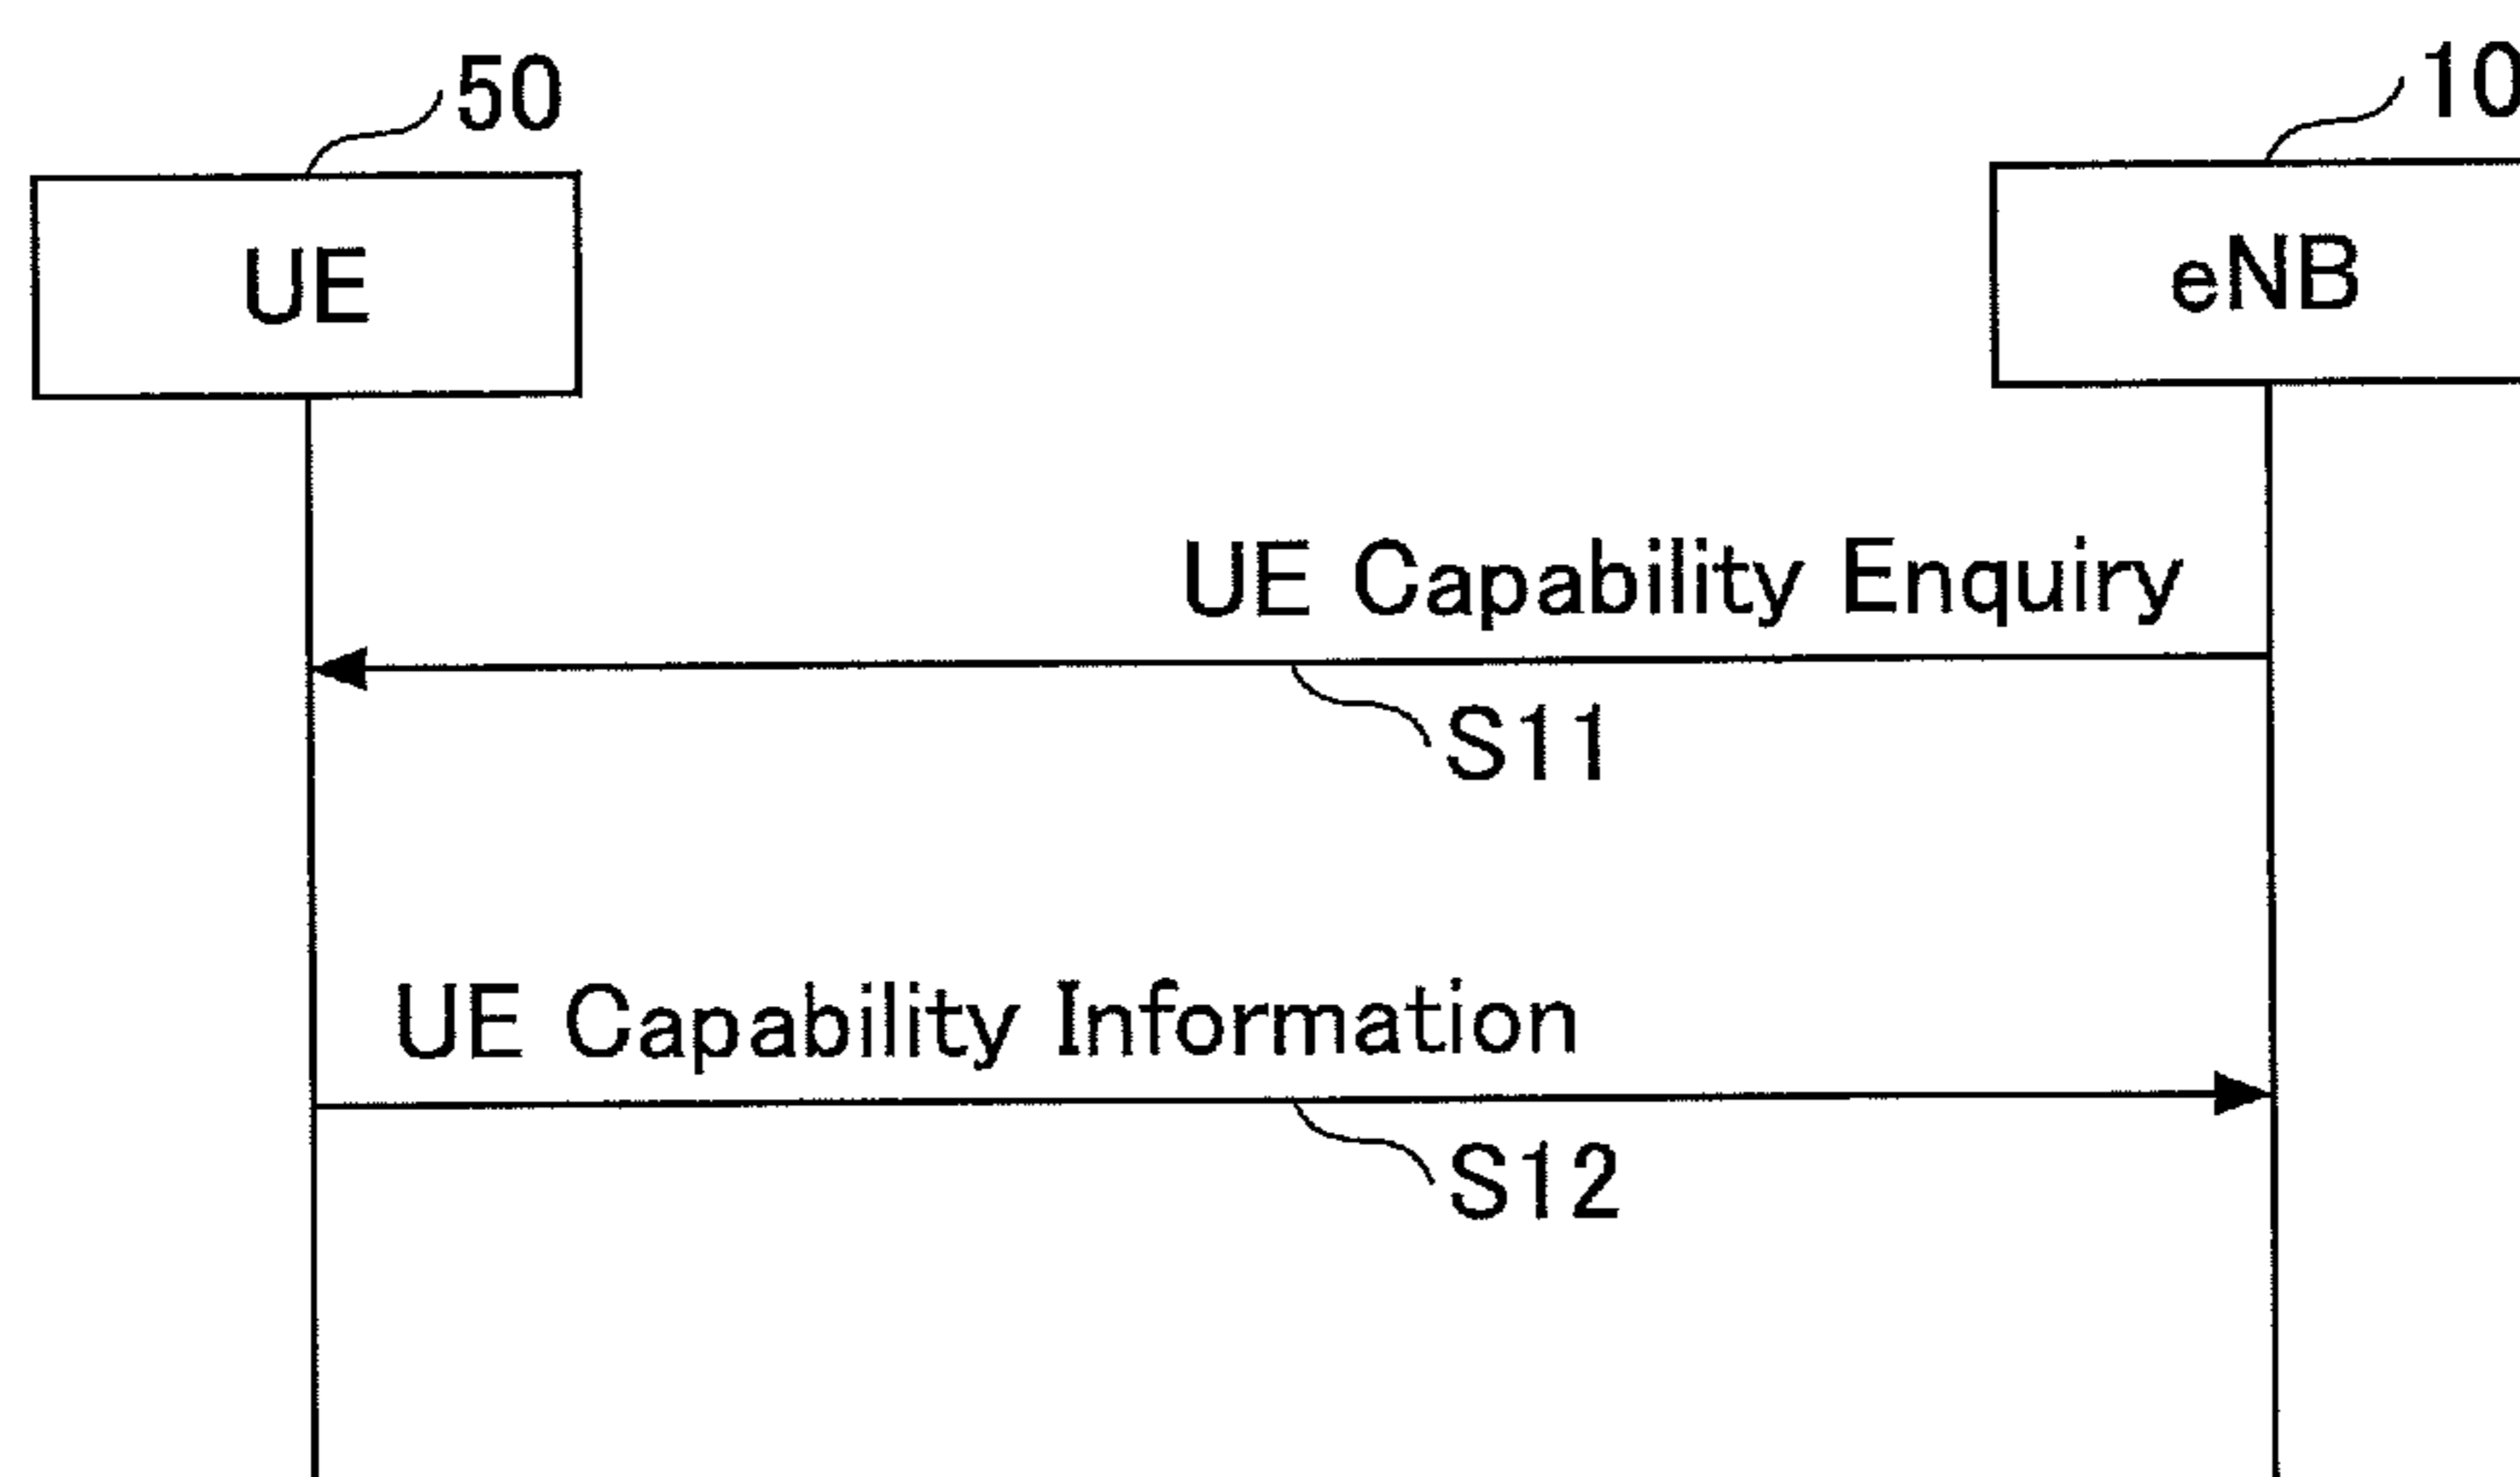 50
10
UE
eNB
UE Capability Enquiry
S11
UE Capability Information
S12